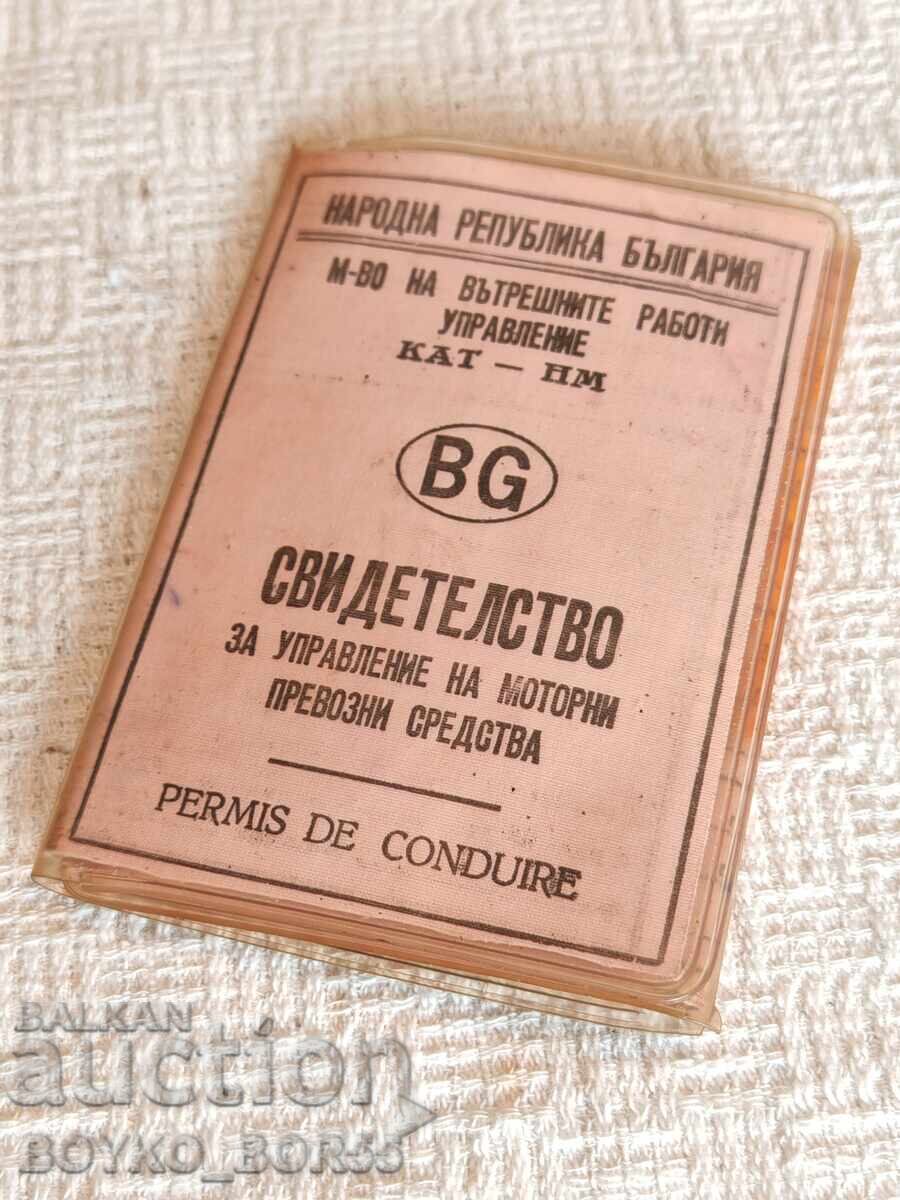 НАРОДНА РЕПУБЛИКА БЪЛГАРИЯ
М-ВО НА ВЪТРЕШНИТЕ РАБОТИ
УПРАВЛЕНИЕ
КАТ — НМ
BG
СВИДЕТЕЛСТВО
ЗА УПРАВЛЕНИЕ НА МОТОРНИ
ПРЕВОЗНИ СРЕДСТВА
PERMIS DE CONDUIRE
BALKAN
auction
BOYKO_BOR55